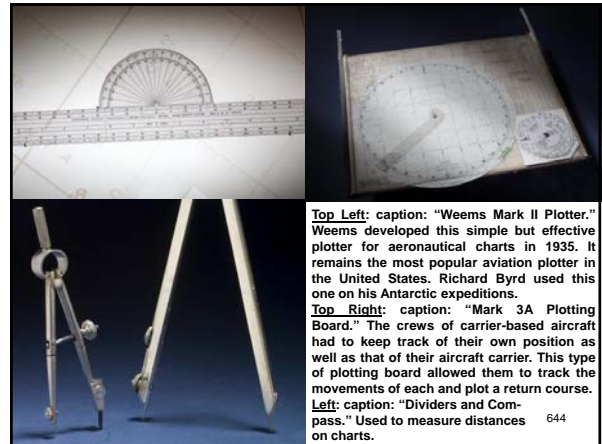 Top Left: caption: “Weems Mark II Plotter.”
Weems developed this simple but effective
plotter for aeronautical charts in 1935. It
remains the most popular aviation plotter in
the United States. Richard Byrd used this
one on his Antarctic expeditions.
Top Right: caption: “Mark 3A Plotting
Board.” The crews of carrier-based aircraft
had to keep track of their own position as
well as that of their aircraft carrier. This type
of plotting board allowed them to track the
movements of each and plot a return course.
Left: caption: “Dividers and Com-
pass.” Used to measure distances
on charts.
644